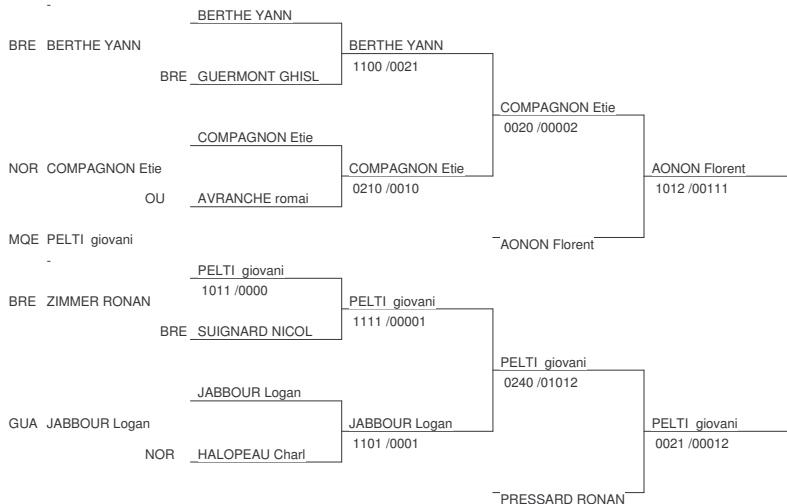 -
BERTHE YANN
BRE BERTHE YANN
BERTHE YANN
1100 /0021
BRE GUERMONT GHISL
COMPAGNON Etie
0020 /00002
COMPAGNON Etie
NOR COMPAGNON Etie
COMPAGNON Etie
0210 /0010
AONON Florent
1012 /00111
OU AVRANCHE romai
MQE PELTI giovani
AONON Florent
-
PELTI giovani
1011 /0000
BRE ZIMMER RONAN
PELTI giovani
1111 /00001
BRE SUIGNARD NICOL
PELTI giovani
0240 /01012
JABBOUR Logan
GUA JABBOUR Logan
JABBOUR Logan
1101 /0001
PELTI giovani
0021 /00012
NOR HALOPEAU Charl
PRESSARD RONAN